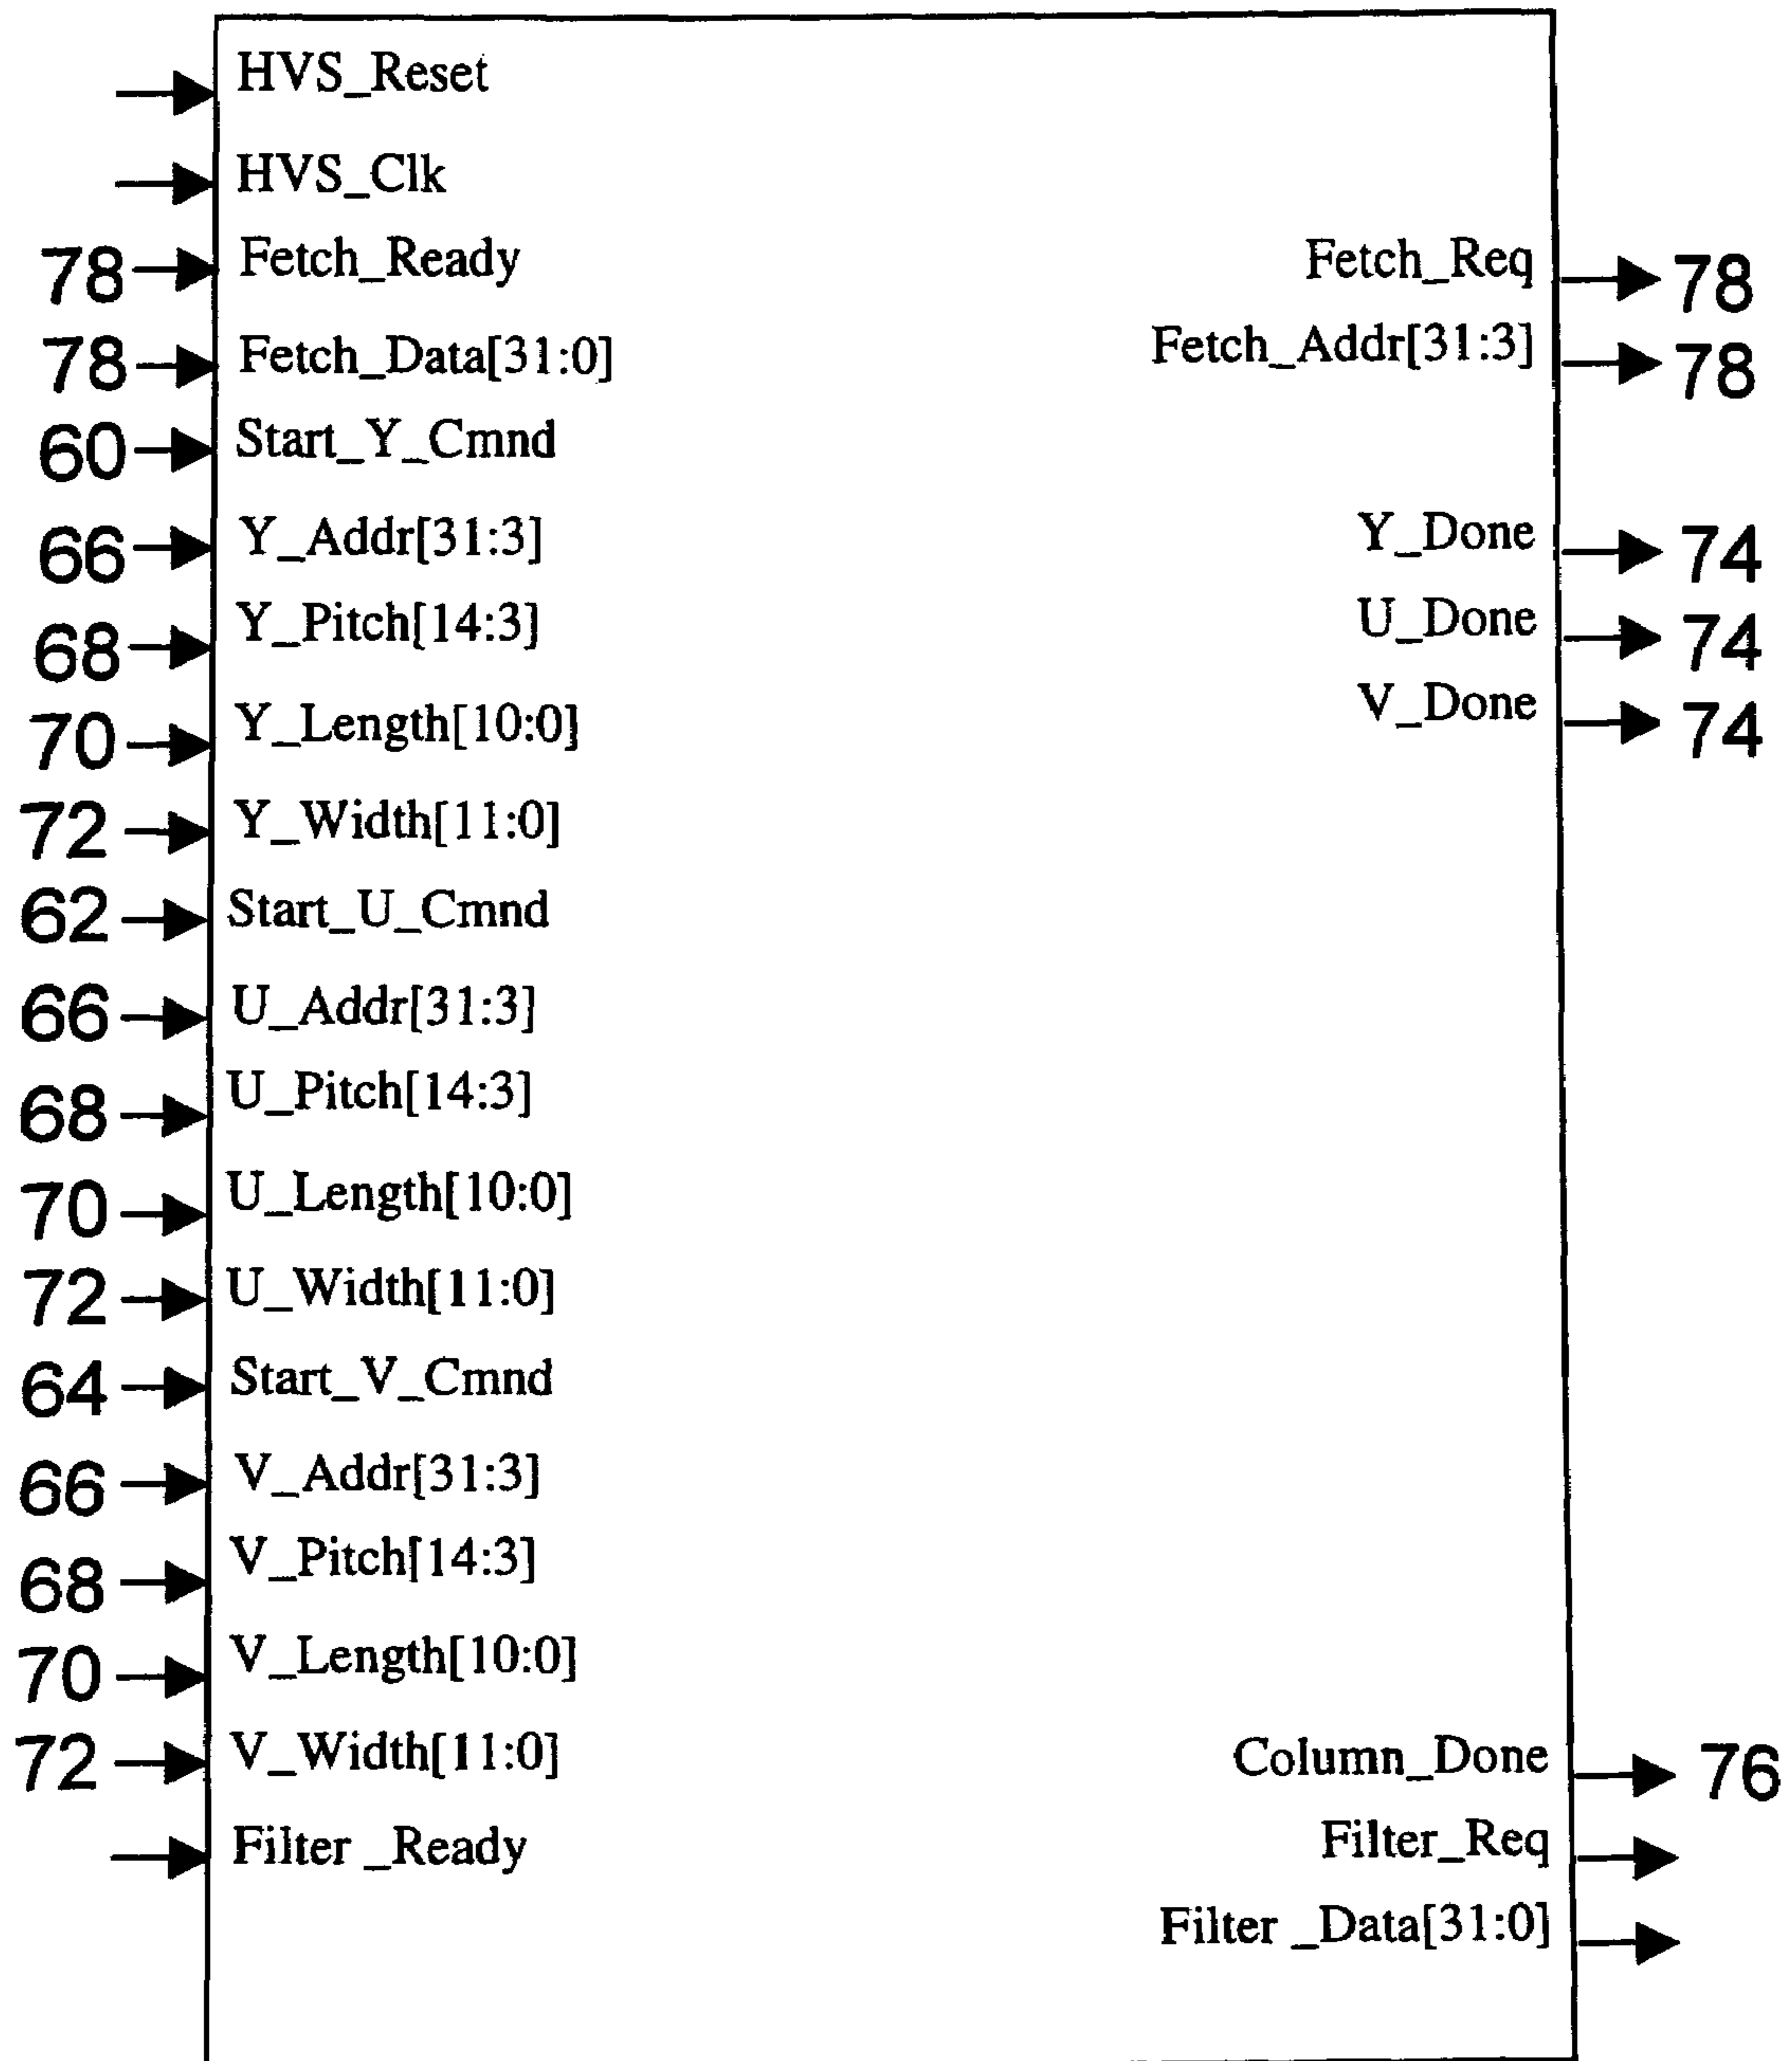 HVS_Reset
HVS_Clk
78 Fetch_Ready
Fetch_Req 78
78 Fetch_Data[31:0]
Fetch_Addr[31:3] 78
60 Start_Y_Cmnd
66 Y_Addr[31:3]
Y_Done 74
68 Y_Pitch[14:3]
U_Done 74
70 Y_Length[10:0]
V_Done 74
72 Y_Width[11:0]
62 Start_U_Cmnd
66 U_Addr[31:3]
68 U_Pitch[14:3]
70 U_Length[10:0]
72 U_Width[11:0]
64 Start_V_Cmnd
66 V_Addr[31:3]
68 V_Pitch[14:3]
70 V_Length[10:0]
72 V_Width[11:0]
Column_Done 76
Filter _Ready
Filter_Req
Filter _Data[31:0]